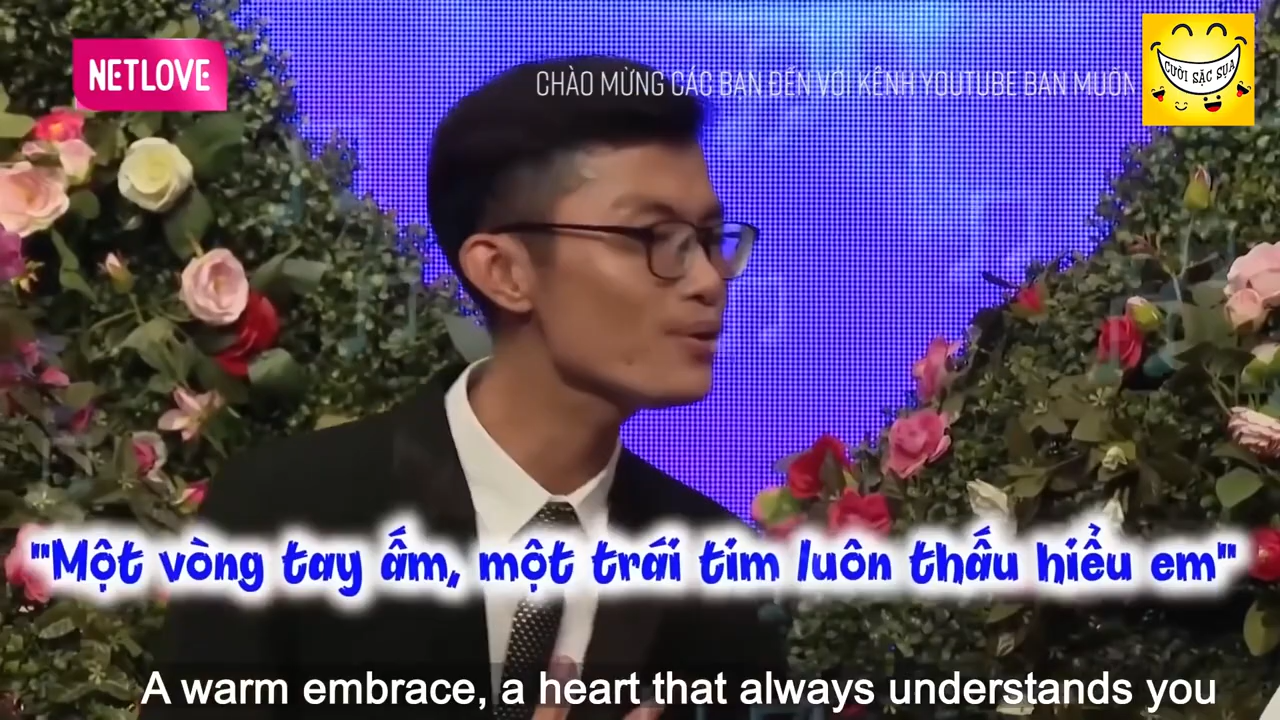 NETLOVE
CHÀO MỪNG CÁC BẠN ĐẾN VỚI KÊNH YOUTUBE BẠN MUỐN
CƯỜI SẶC SỤA
""Một vòng tay ấm, một trái tim luôn thấu hiểu em""
A warm embrace, a heart that always understands you